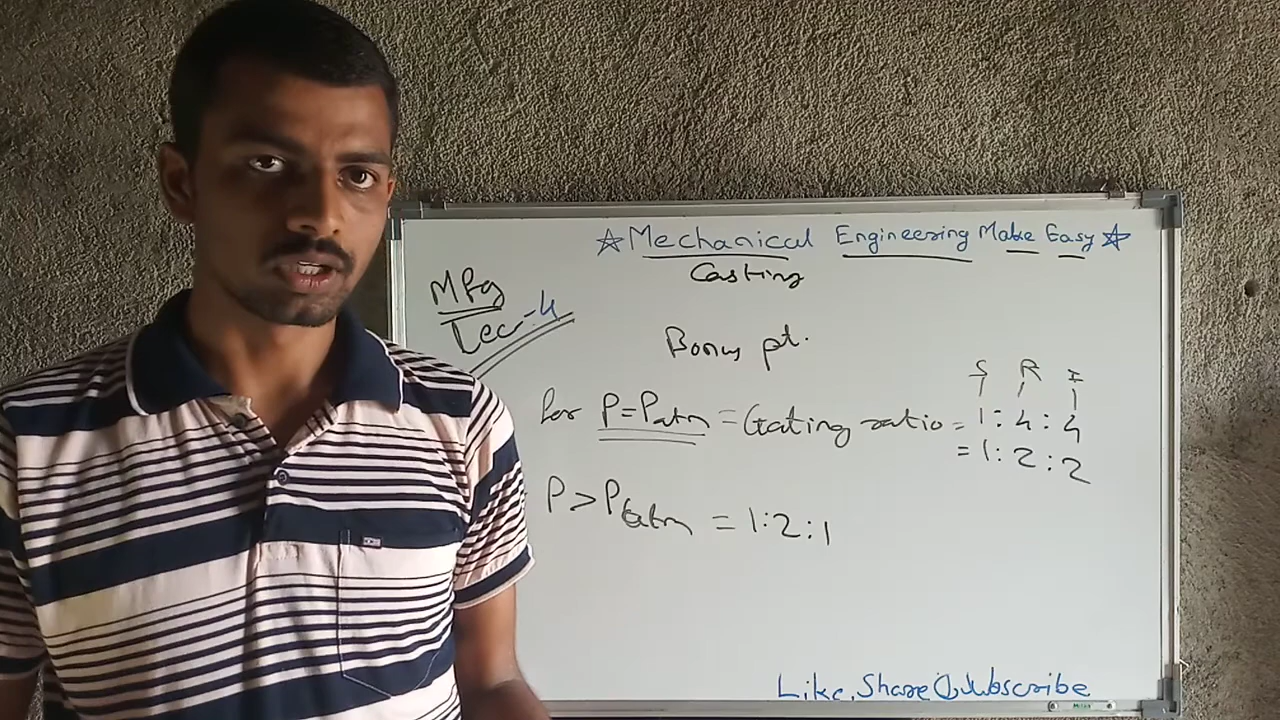 ☆Mechanical Engineering Make Easy☆
Casting
Mfg
Lec-4
Bonus pt.
S R I
for P=Patm = Gating ratio = 1:4:4
= 1:2:2
P>Patm = 1:2:1
Like, Share & Subscribe